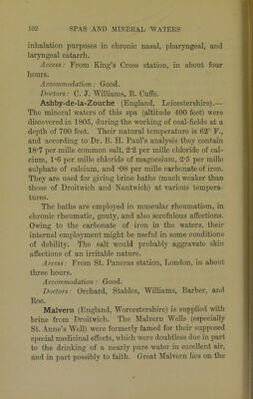 102 SPAS AND MINERAL WATERS
inhalation purposes in chronic nasal, pharyngeal, and
laryngeal catarrh.
Access: From King's Cross station, in about four
hours.
Accommodation: Good.
Doctors: C. J. Williams, R. Cuffe.
Ashby-de-la-Zouche (England, Leicestershire).—
The mineral waters of this spa (altitude 400 feet) were
discovered in 1805, during the working of coal-fields at a
depth of 700 feet. Their natural temperature is 62° F.,
and according to Dr. B. H. Paul's analysis they contain
18·7 per mille common salt, 2·2 per mille chloride of cal-
cium, 1·6 per mille chloride of magnesium, 2·5 per mille
sulphate of calcium, and ·08 per mille carbonate of iron.
They are used for giving brine baths (much weaker than
those of Droitwich and Nantwich) at various tempera-
tures.
The baths are employed in muscular rheumatism, in
chronic rheumatic, gouty, and also scrofulous affections.
Owing to the carbonate of iron in the waters, their
internal employment might be useful in some conditions
of debility. The salt would probably aggravate skin
affections of an irritable nature.
Access: From St. Pancras station, London, in about
three hours.
Accommodation: Good.
Doctors: Orchard, Stables, Williams, Barber, and
Roe.
Malvern (England, Worcestershire) is supplied with
brine from Droitwich. The Malvern Wells (especially
St. Anne's Well) were formerly famed for their supposed
special medicinal effects, which were doubtless due in part
to the drinking of a nearly pure water in excellent air,
and in part possibly to faith. Great Malvern lies on the